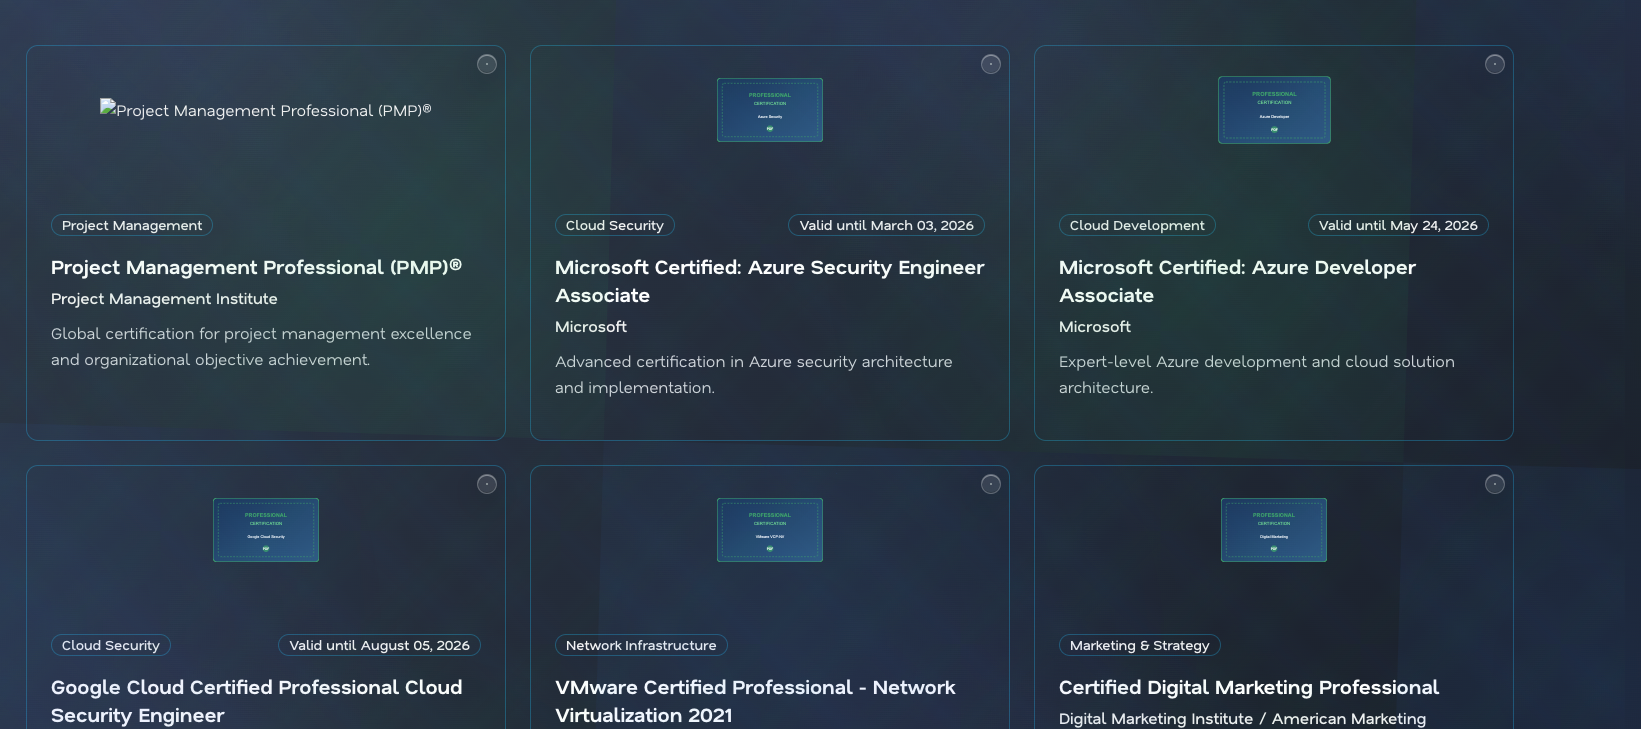 Project Management Professional (PMP)®
PROFESSIONAL
CERTIFICATION
Azure Security
PMP
PROFESSIONAL
CERTIFICATION
Azure Developer
PMP
Project Management
Cloud Security
Valid until March 03, 2026
Cloud Development
Valid until May 24, 2026
Project Management Professional (PMP)®
Project Management Institute
Global certification for project management excellence
and organizational objective achievement.
Microsoft Certified: Azure Security Engineer
Associate
Microsoft
Advanced certification in Azure security architecture
and implementation.
Microsoft Certified: Azure Developer
Associate
Microsoft
Expert-level Azure development and cloud solution
architecture.
PROFESSIONAL
CERTIFICATION
Google Cloud Security
PMP
PROFESSIONAL
CERTIFICATION
VMware VCP-NV
PMP
PROFESSIONAL
CERTIFICATION
Digital Marketing
PMP
Cloud Security
Valid until August 05, 2026
Network Infrastructure
Marketing & Strategy
Google Cloud Certified Professional Cloud
Security Engineer
VMware Certified Professional - Network
Virtualization 2021
Certified Digital Marketing Professional
Digital Marketing Institute / American Marketing